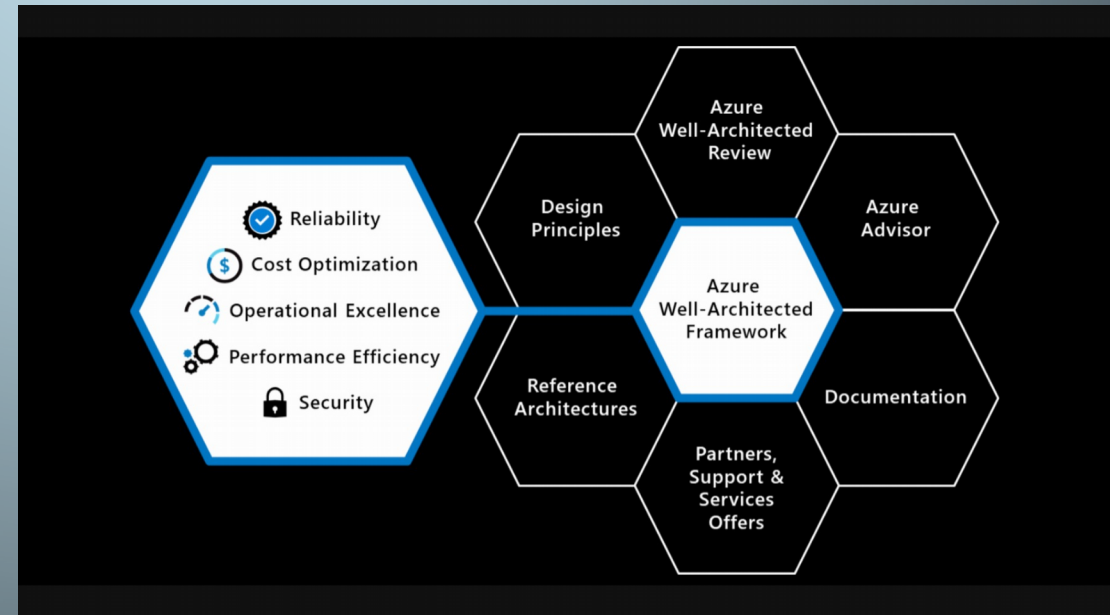 Reliability
Cost Optimization
Operational Excellence
Performance Efficiency
Security
Azure
Well-Architected
Review
Design
Principles
Azure
Advisor
Azure
Well-Architected
Framework
Reference
Architectures
Documentation
Partners,
Support &
Services
Offers